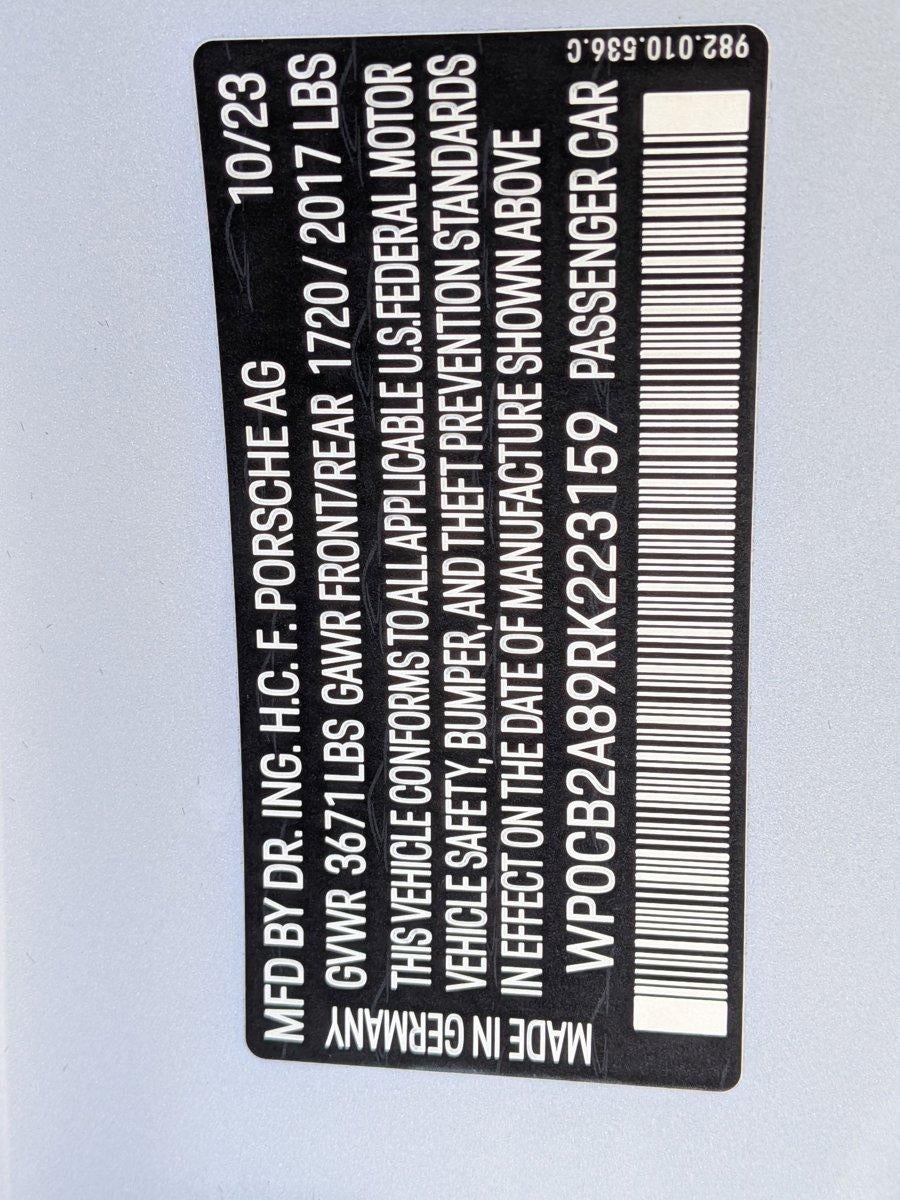 MFD BY DR. ING. H.C. F. PORSCHE AG 10/23
GVWR 3671 LBS GAWR FRONT/REAR 1720 / 2017 LBS
THIS VEHICLE CONFORMS TO ALL APPLICABLE U.S.FEDERAL MOTOR
VEHICLE SAFETY, BUMPER, AND THEFT PREVENTION STANDARDS
IN EFFECT ON THE DATE OF MANUFACTURE SHOWN ABOVE
WP0CB2A89RK223159 PASSENGER CAR
MADE IN GERMANY
982.010.536.C